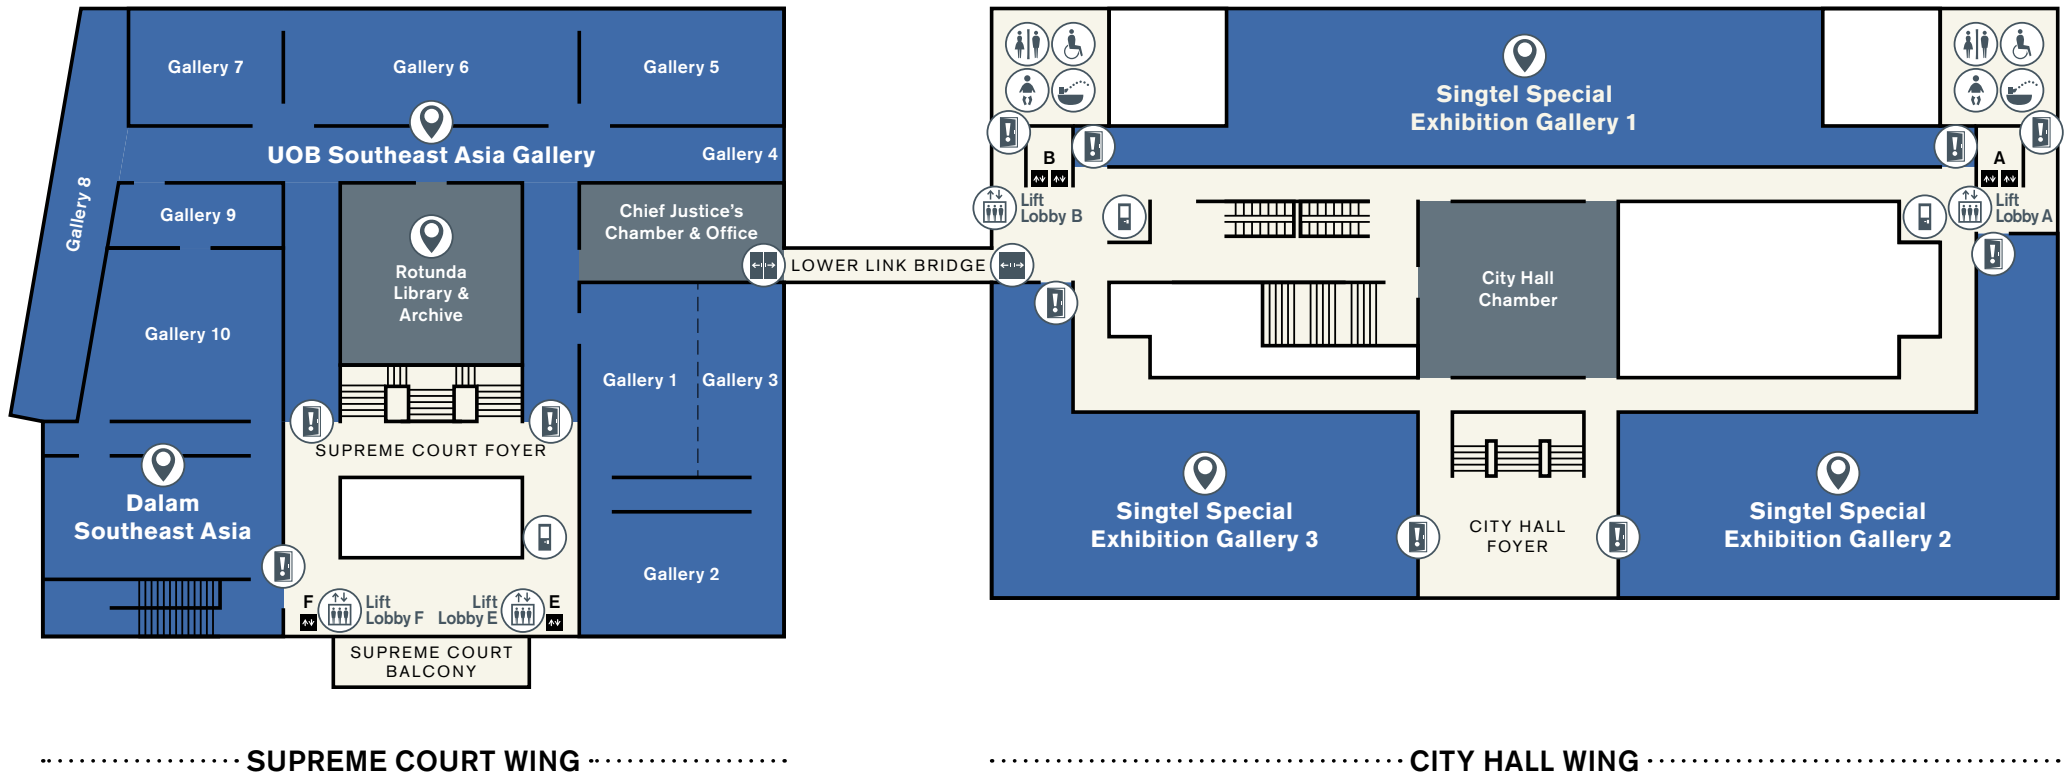 Gallery 7
Gallery 6
Gallery 5
UOB Southeast Asia Gallery
Gallery 4
Gallery 8
Gallery 9
Chief Justice's
Chamber & Office
Rotunda
Library &
Archive
LOWER LINK BRIDGE
Gallery 10
Gallery 1
Gallery 3
SUPREME COURT FOYER
Dalam
Southeast Asia
Gallery 2
F
Lift
Lobby F
Lift
Lobby E
E
SUPREME COURT
BALCONY
SUPREME COURT WING
Singtel Special
Exhibition Gallery 1
B
Lift
Lobby B
A
Lift
Lobby A
City Hall
Chamber
Singtel Special
Exhibition Gallery 3
CITY HALL
FOYER
Singtel Special
Exhibition Gallery 2
CITY HALL WING